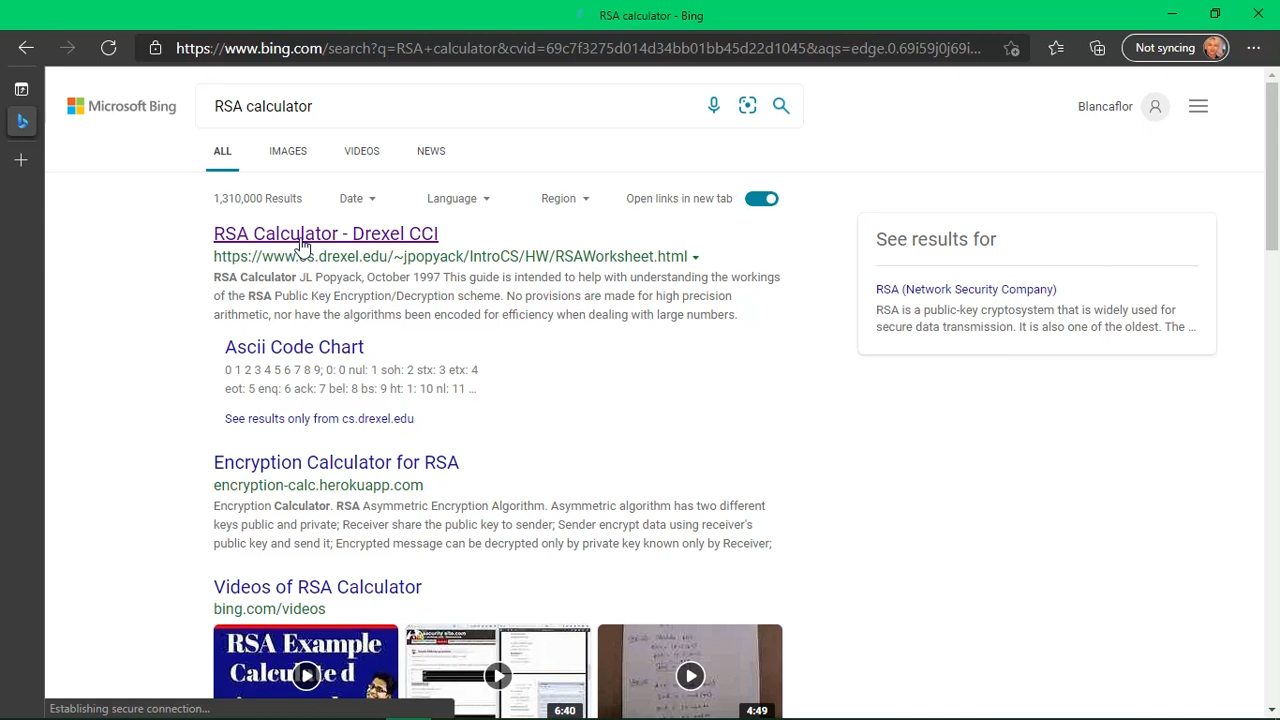 RSA calculator - Bing
https://www.bing.com/search?q=RSA+calculator&cvid=69c7f3275d014d34bb01bb45d22d1045&aqs=edge.0.69i59j0j69i...
Not syncing
Microsoft Bing
RSA calculator
Blancaflor
ALL IMAGES VIDEOS NEWS
1,310,000 Results Date Language Region Open links in new tab
RSA Calculator - Drexel CCI
https://www.cs.drexel.edu/~jpopyack/IntroCS/HW/RSAWorksheet.html
RSA Calculator JL Popyack, October 1997 This guide is intended to help with understanding the workings
of the RSA Public Key Encryption/Decryption scheme. No provisions are made for high precision
arithmetic, nor have the algorithms been encoded for efficiency when dealing with large numbers.
Ascii Code Chart
0 1 2 3 4 5 6 7 8 9; 0: 0 nul: 1 soh: 2 stx: 3 etx: 4
eot: 5 enq: 6 ack: 7 bel: 8 bs: 9 ht: 1: 10 nl: 11 ...
See results only from cs.drexel.edu
Encryption Calculator for RSA
encryption-calc.herokuapp.com
Encryption Calculator. RSA Asymmetric Encryption Algorithm. Asymmetric algorithm has two different
keys public and private; Receiver share the public key to sender; Sender encrypt data using receiver's
public key and send it; Encrypted message can be decrypted only by private key known only by Receiver;
Videos of RSA Calculator
bing.com/videos
RS Example
Calculated
6:40
4:49
See results for
RSA (Network Security Company)
RSA is a public-key cryptosystem that is widely used for
secure data transmission. It is also one of the oldest. The ...
Establishing secure connection...